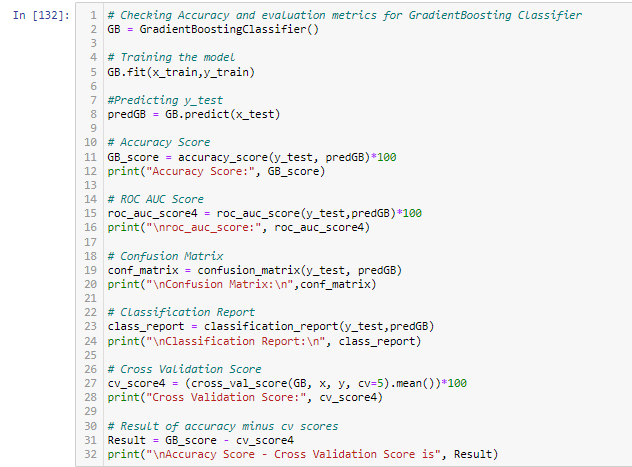 In [132]:
1 # Checking Accuracy and evaluation metrics for GradientBoosting Classifier
2 GB = GradientBoostingClassifier()
3
4 # Training the model
5 GB.fit(x_train,y_train)
6
7 #Predicting y_test
8 predGB = GB.predict(x_test)
9
10 # Accuracy Score
11 GB_score = accuracy_score(y_test, predGB)*100
12 print("Accuracy Score:", GB_score)
13
14 # ROC AUC Score
15 roc_auc_score4 = roc_auc_score(y_test,predGB)*100
16 print("\nroc_auc_score:", roc_auc_score4)
17
18 # Confusion Matrix
19 conf_matrix = confusion_matrix(y_test, predGB)
20 print("\nConfusion Matrix:\n",conf_matrix)
21
22 # Classification Report
23 class_report = classification_report(y_test,predGB)
24 print("\nClassification Report:\n", class_report)
25
26 # Cross Validation Score
27 cv_score4 = (cross_val_score(GB, x, y, cv=5).mean())*100
28 print("Cross Validation Score:", cv_score4)
29
30 # Result of accuracy minus cv scores
31 Result = GB_score - cv_score4
32 print("\nAccuracy Score - Cross Validation Score is", Result)